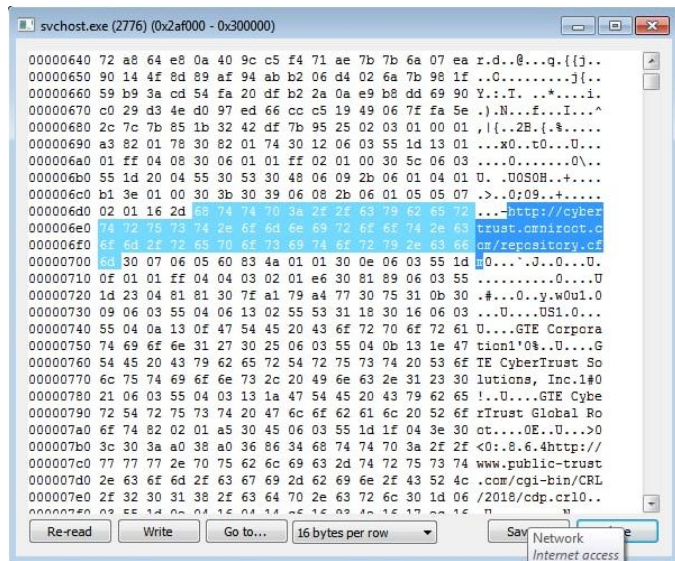 svchost.exe (2776) (0x2af000 - 0x300000)
00000640 72 a8 64 e8 0a 40 9c c5 f4 71 ae 7b 7b 6a 07 ea r.d..@...q.{{j..
00000650 90 14 4f 8d 89 af 94 ab b2 06 d4 02 6a 7b 98 1f ..O.........j{..
00000660 59 b9 3a cd 54 fa 20 df b2 2a 0a e9 b8 dd 69 90 Y.:.T. ..*....i.
00000670 c0 29 d3 4e d0 97 ed 66 cc c5 19 49 06 7f fa 5e .).N...f...I...^
00000680 2c 7c 7b 85 1b 32 42 df 7b 95 25 02 03 01 00 01 ,|{..2B.{.%.....
00000690 a3 82 01 78 30 82 01 74 30 12 06 03 55 1d 13 01 ...x0..t0...U...
000006a0 01 ff 04 08 30 06 01 01 ff 02 01 00 30 5c 06 03 ....0.......0\..
000006b0 55 1d 20 04 55 30 53 30 48 06 09 2b 06 01 04 01 U. .U0S0H..+....
000006c0 b1 3e 01 00 30 3b 30 39 06 08 2b 06 01 05 05 07 .>..0;09..+.....
000006d0 02 01 16 2d 68 74 74 70 3a 2f 2f 63 79 62 65 72 ...-http://cyber
000006e0 74 72 75 73 74 2e 6f 6d 6e 69 72 6f 6f 74 2e 63 trust.omniroot.c
000006f0 6f 6d 2f 72 65 70 6f 73 69 74 6f 72 79 2e 63 66 om/repository.cf
00000700 6d 30 07 06 05 60 83 4a 01 01 30 0e 06 03 55 1d m0...`.J..0...U.
00000710 0f 01 01 ff 04 04 03 02 01 e6 30 81 89 06 03 55 ..........0....U
00000720 1d 23 04 81 81 30 7f a1 79 a4 77 30 75 31 0b 30 .#...0..y.w0u1.0
00000730 09 06 03 55 04 06 13 02 55 53 31 18 30 16 06 03 ...U....US1.0...
00000740 55 04 0a 13 0f 47 54 45 20 43 6f 72 70 6f 72 61 U....GTE Corpora
00000750 74 69 6f 6e 31 27 30 25 06 03 55 04 0b 13 1e 47 tion1'0%..U....G
00000760 54 45 20 43 79 62 65 72 54 72 75 73 74 20 53 6f TE CyberTrust So
00000770 6c 75 74 69 6f 6e 73 2c 20 49 6e 63 2e 31 23 30 lutions, Inc.1#0
00000780 21 06 03 55 04 03 13 1a 47 54 45 20 43 79 62 65 !..U....GTE Cybe
00000790 72 54 72 75 73 74 20 47 6c 6f 62 61 6c 20 52 6f rTrust Global Ro
000007a0 6f 74 82 02 01 a5 30 45 06 03 55 1d 1f 04 3e 30 ot....0E..U...>0
000007b0 3c 30 3a a0 38 a0 36 86 34 68 74 74 70 3a 2f 2f <0:.8.6.4http://
000007c0 77 77 77 2e 70 75 62 6c 69 63 2d 74 72 75 73 74 www.public-trust
000007d0 2e 63 6f 6d 2f 63 67 69 2d 62 69 6e 2f 43 52 4c .com/cgi-bin/CRL
000007e0 2f 32 30 31 38 2f 63 64 70 2e 63 72 6c 30 1d 06 /2018/cdp.crl0..
Re-read Write Go to... 16 bytes per row
Network
Internet access